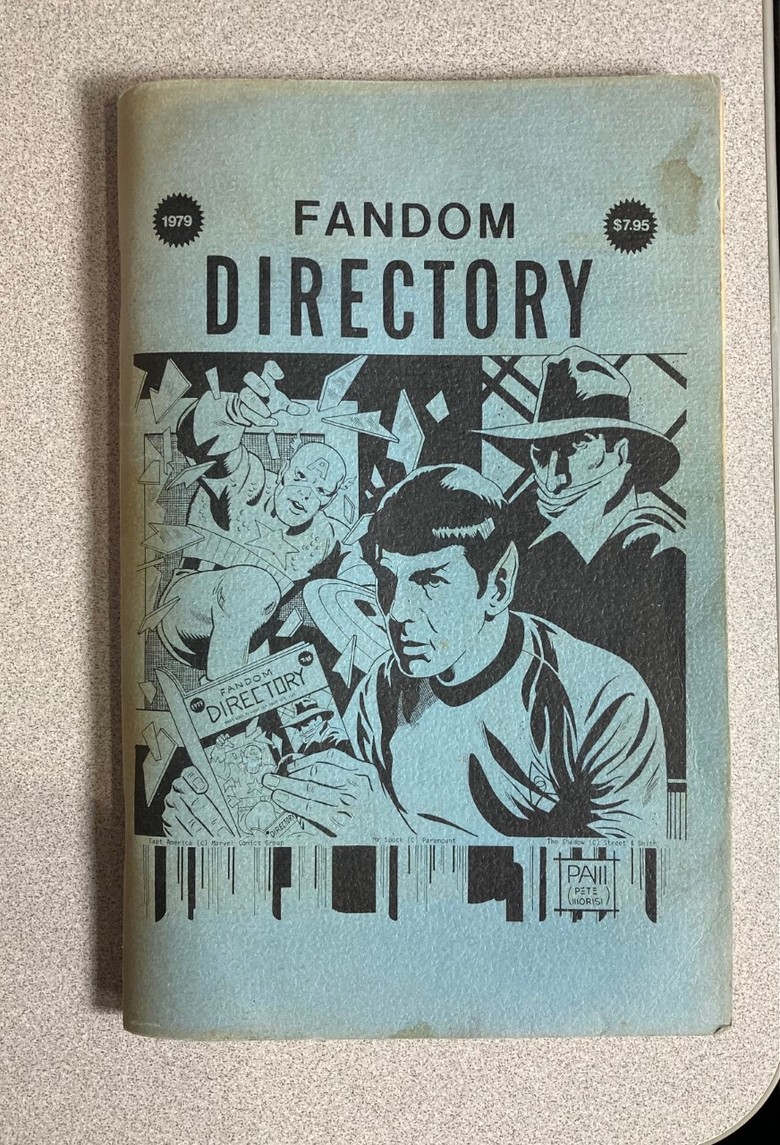 1979
FANDOM
$7.95
DIRECTORY
A
FANDOM
DIRECTORY
DIRECTORY
Capt America (C) Marvel Comics Group
Mr Spock (C) Paramount
The Shadow (C) Street & Smith
PAM
(PETE
MORISI)